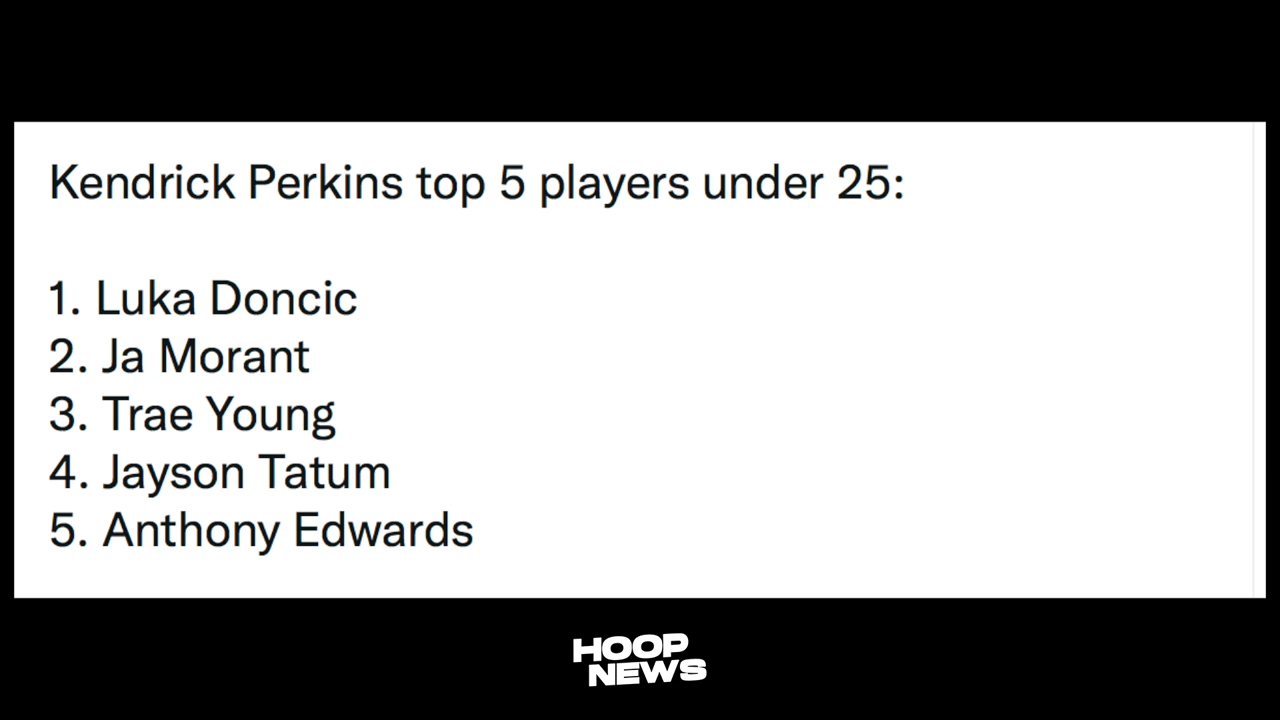 Kendrick Perkins top 5 players under 25:
1. Luka Doncic
2. Ja Morant
3. Trae Young
4. Jayson Tatum
5. Anthony Edwards
HOOP
NEWS